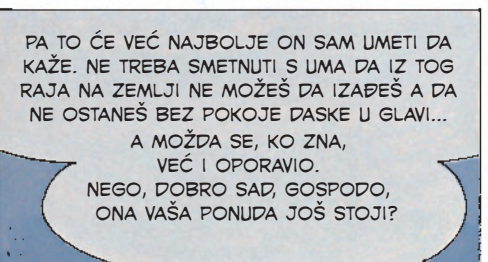 PA TO ĆE VEĆ NAJBOLJE ON SAM UMETI DA
KAŽE. NE TREBA SMETNUTI S UMA DA IZ TOG
RAJA NA ZEMLJI NE MOŽEŠ DA IZAĐEŠ A DA
NE OSTANEŠ BEZ POKOJE DASKE U GLAVI...
A MOŽDA SE, KO ZNA,
VEĆ I OPORAVIO.
NEGO, DOBRO SAD, GOSPODO,
ONA VAŠA PONUDA JOŠ STOJI?